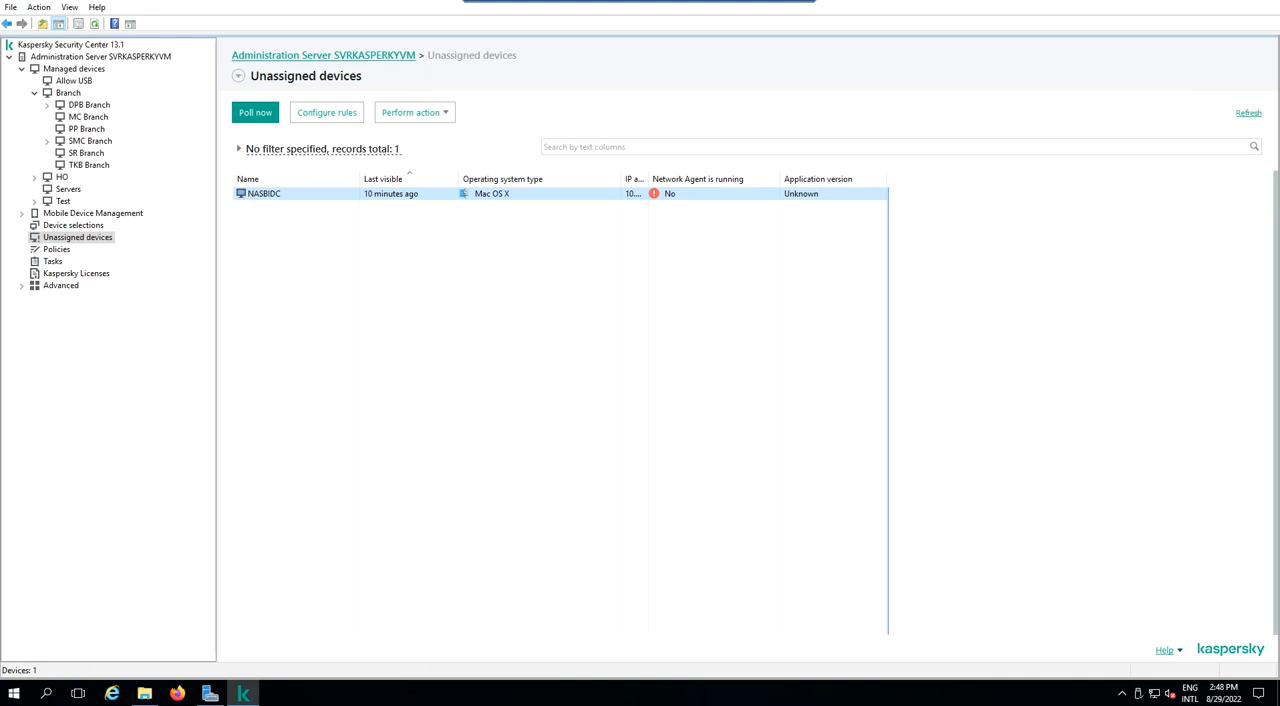 File Action View Help
Kaspersky Security Center 13.1
Administration Server SVRKASPERKYVM
Managed devices
Allow USB
Branch
DPB Branch
MC Branch
PP Branch
SMC Branch
SR Branch
TKB Branch
HO
Servers
Test
Mobile Device Management
Device selections
Unassigned devices
Policies
Tasks
Kaspersky Licenses
Advanced
Administration Server SVRKASPERKYVM > Unassigned devices
Unassigned devices
Poll now Configure rules Perform action Refresh
No filter specified, records total: 1 Search by text columns
Name Last visible Operating system type IP a... Network Agent is running Application version
NASBIDC 10 minutes ago Mac OS X 10.... No Unknown
Help kaspersky
Devices: 1
ENG 2:48 PM
INTL 8/29/2022